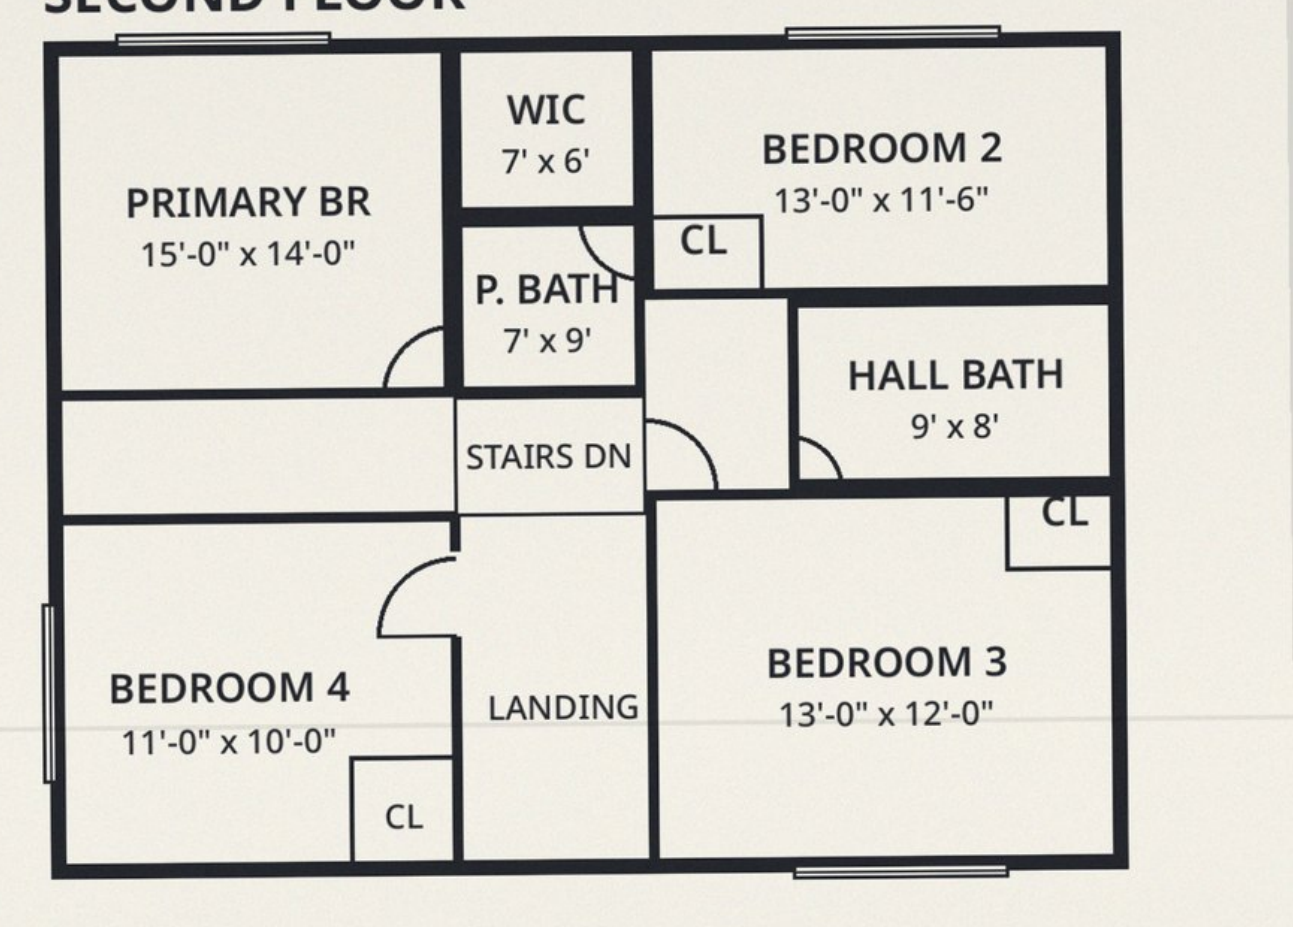 SECOND FLOOR
WIC
7' x 6'
BEDROOM 2
13'-0" x 11'-6"
PRIMARY BR
15'-0" x 14'-0"
CL
P. BATH
7' x 9'
HALL BATH
9' x 8'
STAIRS DN
CL
BEDROOM 3
13'-0" x 12'-0"
BEDROOM 4
11'-0" x 10'-0"
LANDING
CL